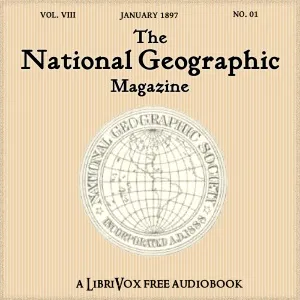 VOL. VIII JANUARY 1897 NO. 01
The
National Geographic
Magazine
NATIONAL GEOGRAPHIC SOCIETY
INCORPORATED A.D. 1888
A LIBRIVOX FREE AUDIOBOOK